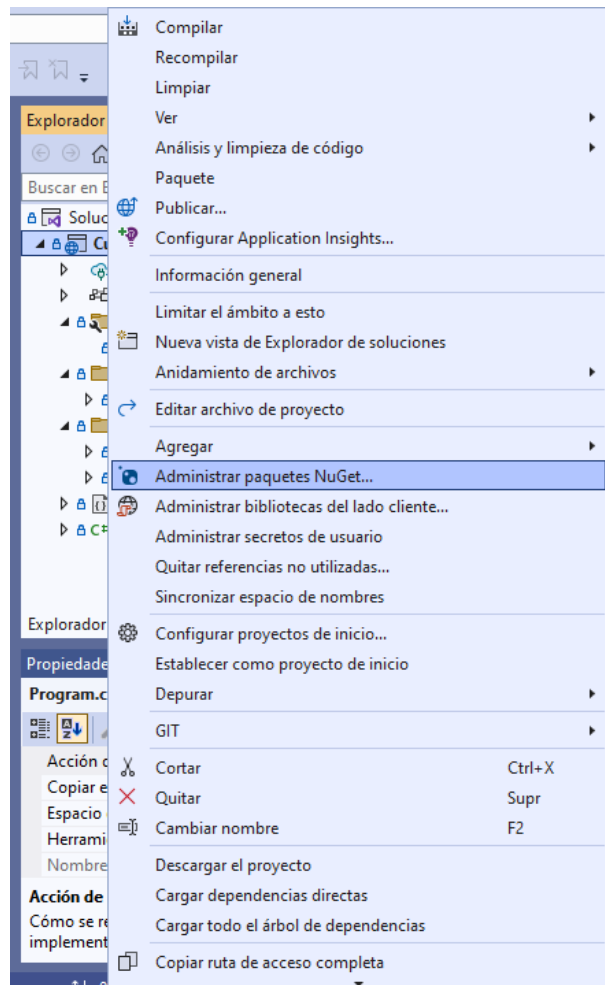 Compilar
Recompilar
Limpiar
Ver
Análisis y limpieza de código
Paquete
Publicar...
Configurar Application Insights...
Información general
Limitar el ámbito a esto
Nueva vista de Explorador de soluciones
Anidamiento de archivos
Editar archivo de proyecto
Agregar
Administrar paquetes NuGet...
Administrar bibliotecas del lado cliente...
Administrar secretos de usuario
Quitar referencias no utilizadas...
Sincronizar espacio de nombres
Configurar proyectos de inicio...
Establecer como proyecto de inicio
Depurar
GIT
Cortar Ctrl+X
Quitar Supr
Cambiar nombre F2
Descargar el proyecto
Cargar dependencias directas
Cargar todo el árbol de dependencias
Copiar ruta de acceso completa
Explorador
Buscar en E
Soluc
Cu
C#
Explorador
Propiedade
Program.c
Acción d
Copiar e
Espacio
Herrami
Nombre
Acción de
Cómo se re
implement